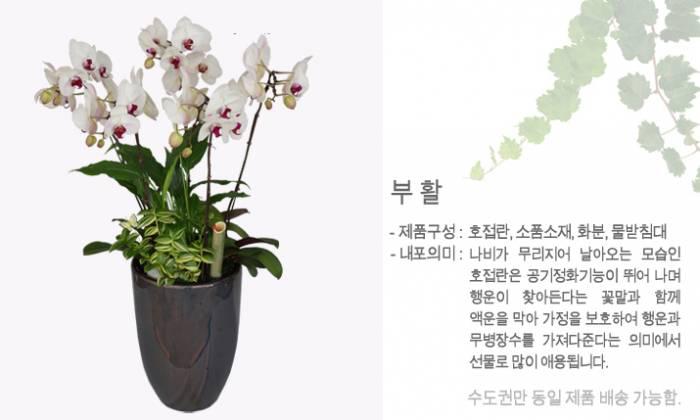 부 활
- 제품구성 : 호접란, 소품소재, 화분, 물받침대
- 내포의미 : 나비가 무리지어 날아오는 모습인
호접란은 공기정화기능이 뛰어 나며
행운이 찾아든다는 꽃말과 함께
액운을 막아 가정을 보호하여 행운과
무병장수를 가져다준다는 의미에서
선물로 많이 애용됩니다.
수도권만 동일 제품 배송 가능함.